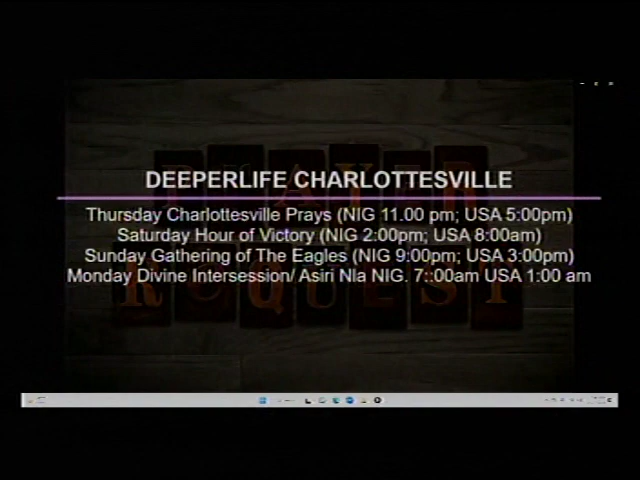 DEEPERLIFE CHARLOTTESVILLE
Thursday Charlottesville Prays (NIG 11.00 pm; USA 5:00pm)
Saturday Hour of Victory (NIG 2:00pm; USA 8:00am)
Sunday Gathering of The Eagles (NIG 9:00pm; USA 3:00pm)
Monday Divine Intersession/ Asiri Nla NIG. 7::00am USA 1:00 am
PRAYER
REQUEST